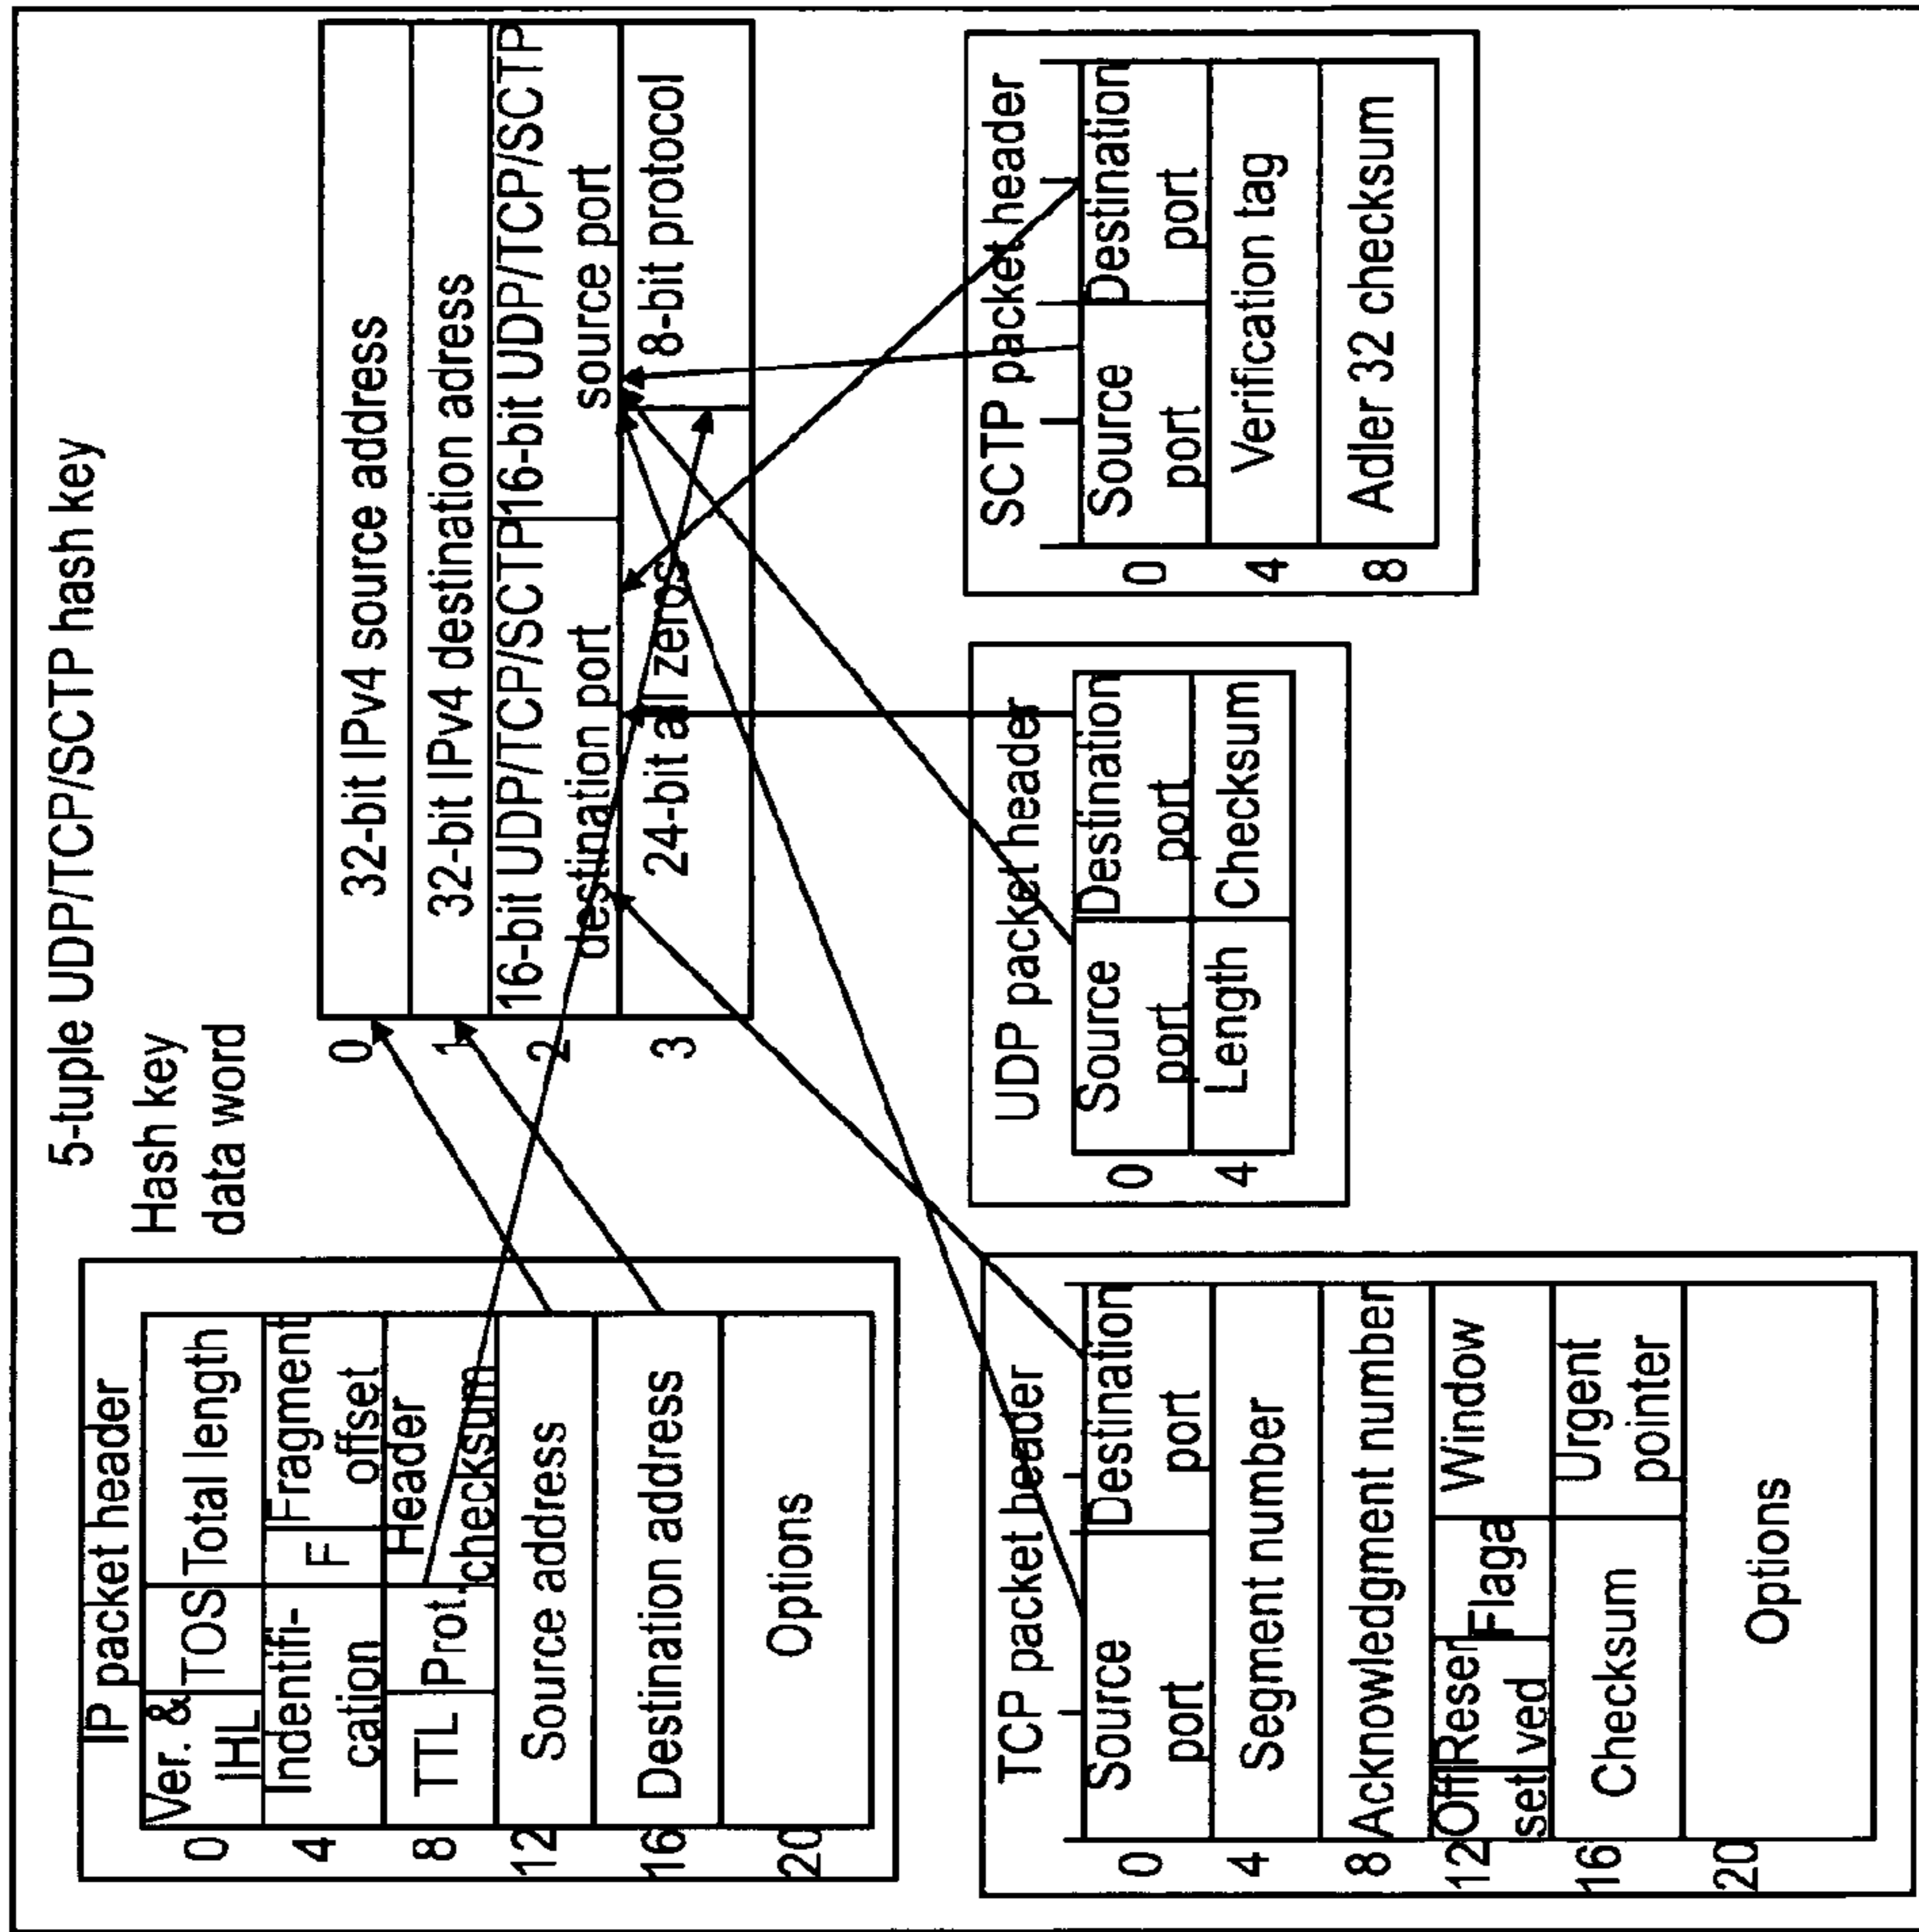 5-tuple UDP/TCP/SCTP hash key
Hash key
data word
IP packet header
0
Ver. &
IHL
TOS
Total length
4
Indentifi-
cation
F
Fragment
offset
8
TTL
Prot.
Header
checksum
12
Source address
16
Destination address
20
Options
0
32-bit IPv4 source address
1
32-bit IPv4 destination adress
2
16-bit UDP/TCP/SCTP
destination port
16-bit UDP/TCP/SCTP
source port
3
24-bit all zeros
8-bit protocol
TCP packet header
0
Source
port
Destination
port
4
Segment number
8
Acknowledgment number
12
Off
set
Reser
ved
Flaga
Window
16
Checksum
Urgent
pointer
20
Options
UDP packet header
0
Source
port
Destination
port
4
Length
Checksum
SCTP packet header
0
Source
port
Destination
port
4
Verification tag
8
Adler 32 checksum